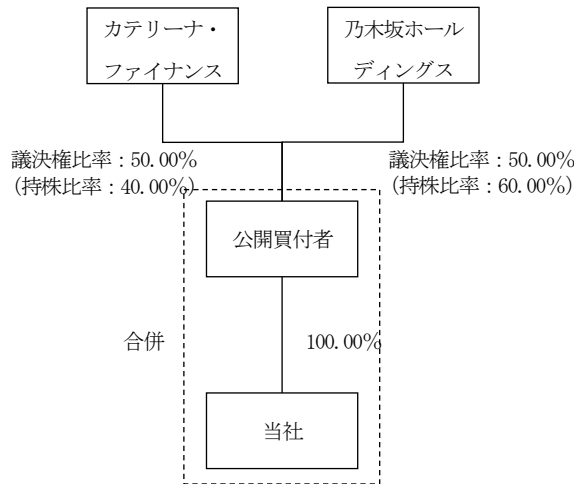 カテリーナ・
ファイナンス
乃木坂ホール
ディングス
議決権比率：50.00%
(持株比率：40.00%)
議決権比率：50.00%
(持株比率：60.00%)
公開買付者
合併
100.00%
当社